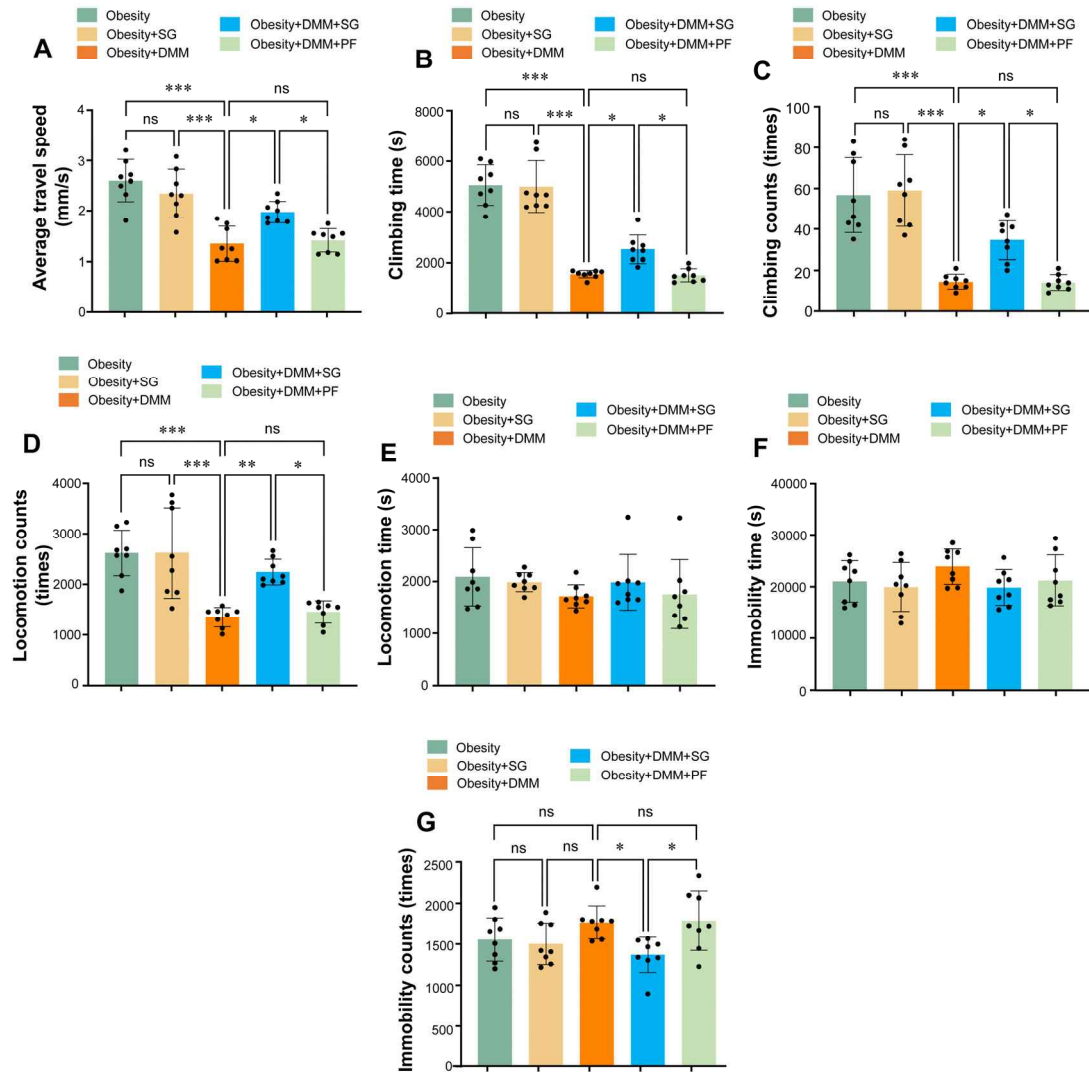 Obesity
Obesity+SG
Obesity+DMM
Obesity+DMM+SG
Obesity+DMM+PF
A
Average travel speed
(mm/s)
4
3
2
1
0
***
ns
ns
***
*
*
Obesity
Obesity+SG
Obesity+DMM
Obesity+DMM+SG
Obesity+DMM+PF
B
Climbing time (s)
8000
6000
4000
2000
0
***
ns
ns
***
*
*
Obesity
Obesity+SG
Obesity+DMM
Obesity+DMM+SG
Obesity+DMM+PF
C
Climbing counts (times)
100
80
60
40
20
0
***
ns
ns
***
*
*
Obesity
Obesity+SG
Obesity+DMM
Obesity+DMM+SG
Obesity+DMM+PF
D
Locomotion counts
(times)
4000
3000
2000
1000
0
***
ns
ns
***
**
*
Obesity
Obesity+SG
Obesity+DMM
Obesity+DMM+SG
Obesity+DMM+PF
E
Locomotion time (s)
4000
3000
2000
1000
0
Obesity
Obesity+SG
Obesity+DMM
Obesity+DMM+SG
Obesity+DMM+PF
F
Immobility time (s)
40000
30000
20000
10000
0
Obesity
Obesity+SG
Obesity+DMM
Obesity+DMM+SG
Obesity+DMM+PF
G
Immobility counts (times)
2500
2000
1500
1000
500
0
ns
ns
ns
ns
*
*